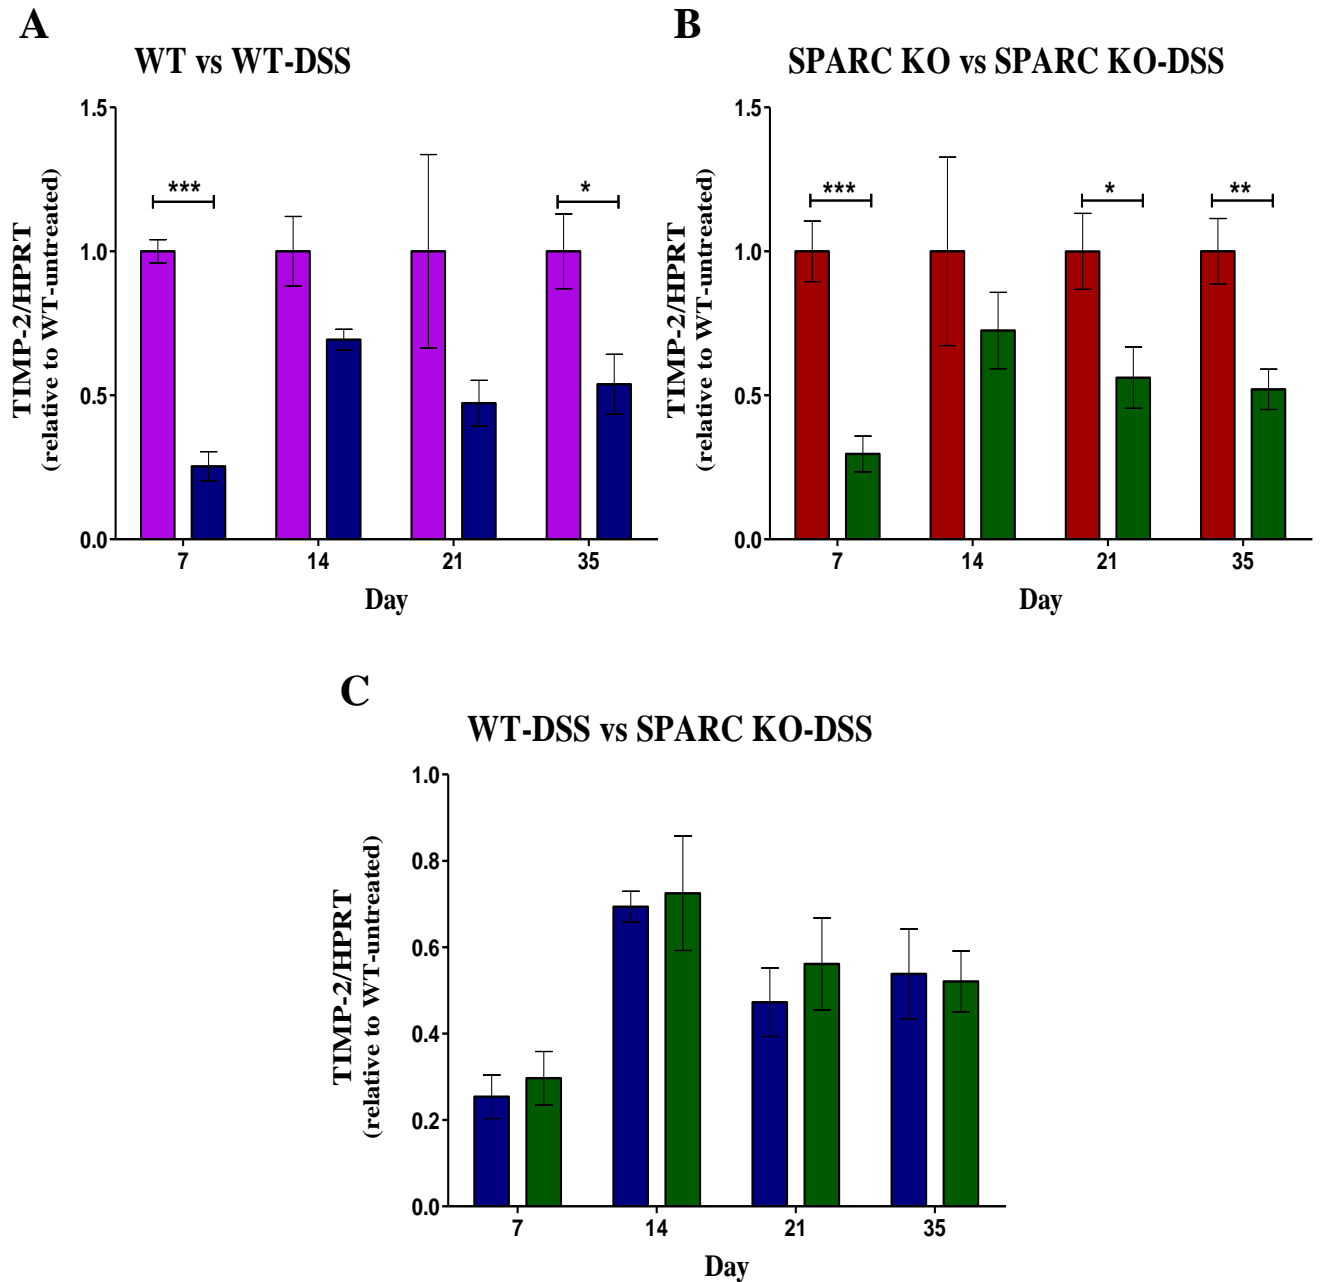 A
WT vs WT-DSS
TIMP-2/HPRT
(relative to WT-untreated)
1.5
1.0
0.5
0.0
***
*
7 14 21 35
Day
B
SPARC KO vs SPARC KO-DSS
TIMP-2/HPRT
(relative to WT-untreated)
1.5
1.0
0.5
0.0
***
*
**
7 14 21 35
Day
C
WT-DSS vs SPARC KO-DSS
TIMP-2/HPRT
(relative to WT-untreated)
1.0
0.8
0.6
0.4
0.2
0.0
7 14 21 35
Day